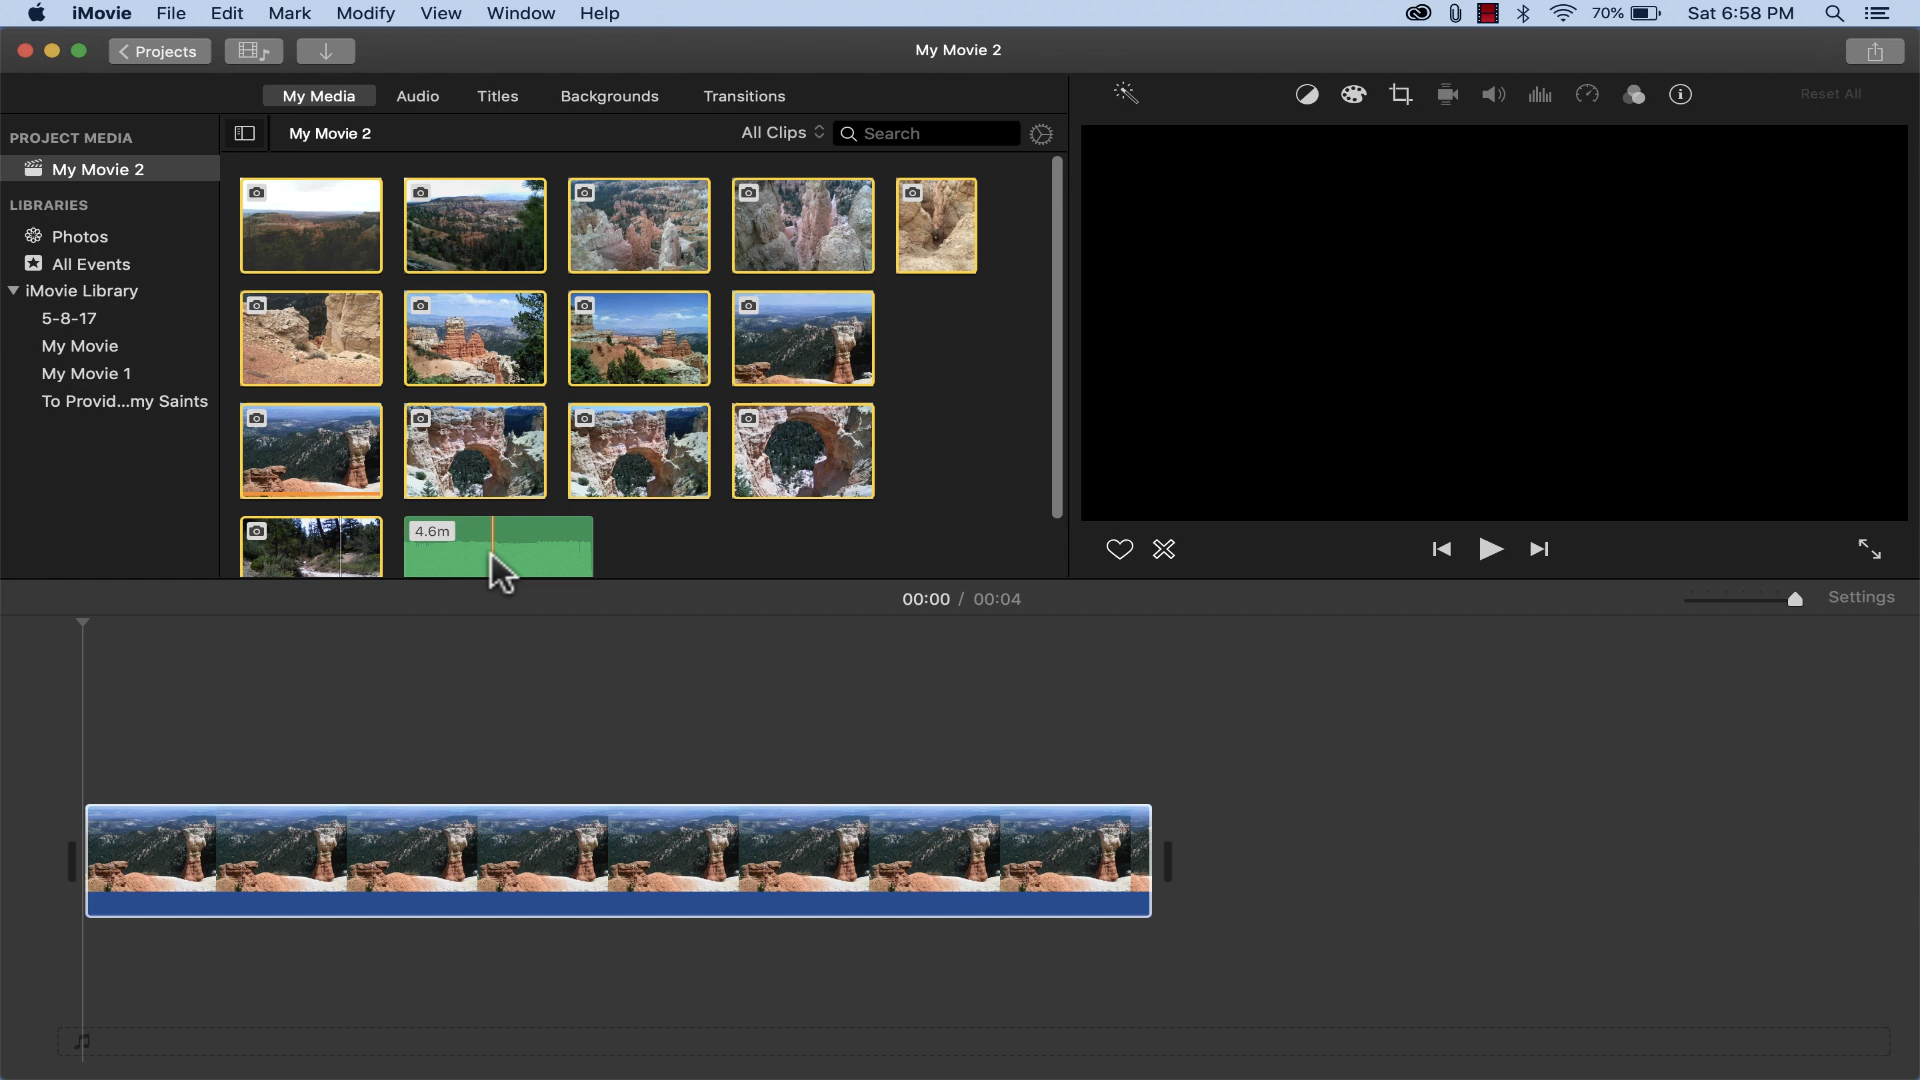 iMovie File Edit Mark Modify View Window Help 70% Sat 6:58 PM
Projects My Movie 2
My Media Audio Titles Backgrounds Transitions Reset All
PROJECT MEDIA My Movie 2 All Clips Search
My Movie 2
LIBRARIES
Photos
All Events
iMovie Library
5-8-17
My Movie
My Movie 1
To Provid...my Saints
4.6m
00:00 / 00:04 Settings